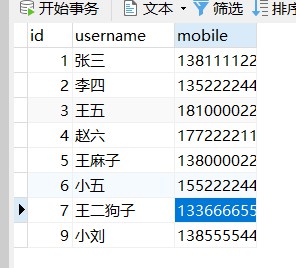 开始事务 文本 筛选 排序
id username mobile
1 张三 138111122
2 李四 135222244
3 王五 181000022
4 赵六 177222211
5 王麻子 138000022
6 小五 155222244
7 王二狗子 133666655
9 小刘 138555544